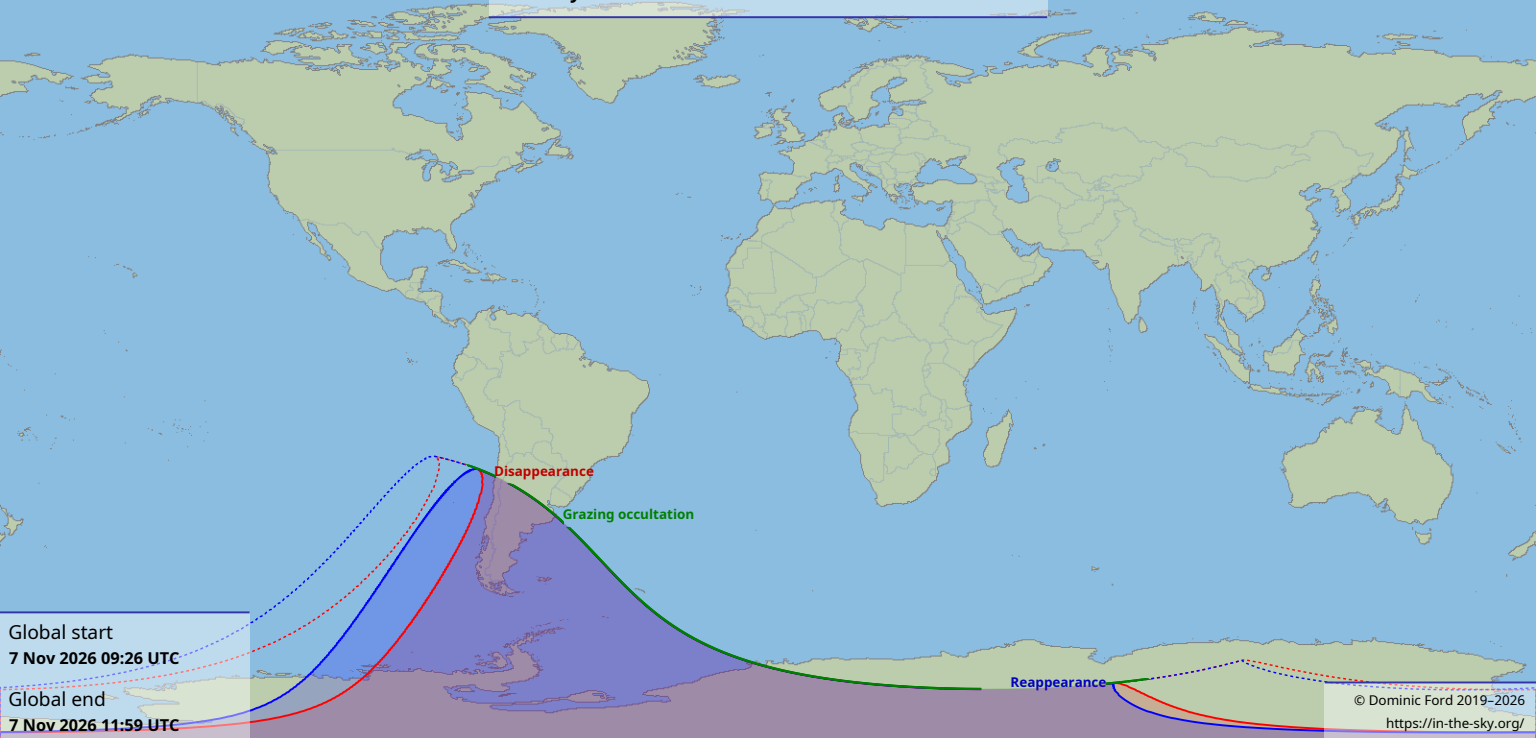 Disappearance
Grazing occultation
Global start
7 Nov 2026 09:26 UTC
Reappearance
Global end
7 Nov 2026 11:59 UTC
© Dominic Ford 2019–2026
https://in-the-sky.org/